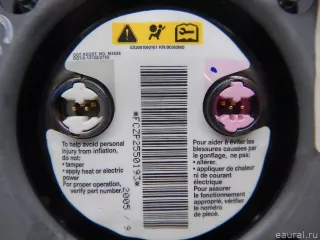 *FCZP2550193*
To help avoid personal
injury from inflation,
do not:
• tamper
• apply heat or electric
power
• For proper operation,
verify part number.
Pour aider à éviter les
blessures causées par
le gonflage, ne pas:
• altérer
• appliquer de chaleur
ni de courant
électrique
• Pour assurer le
fonctionnement
approprié, vérifier
le numéro
de pièce.
2005
eaural.ru